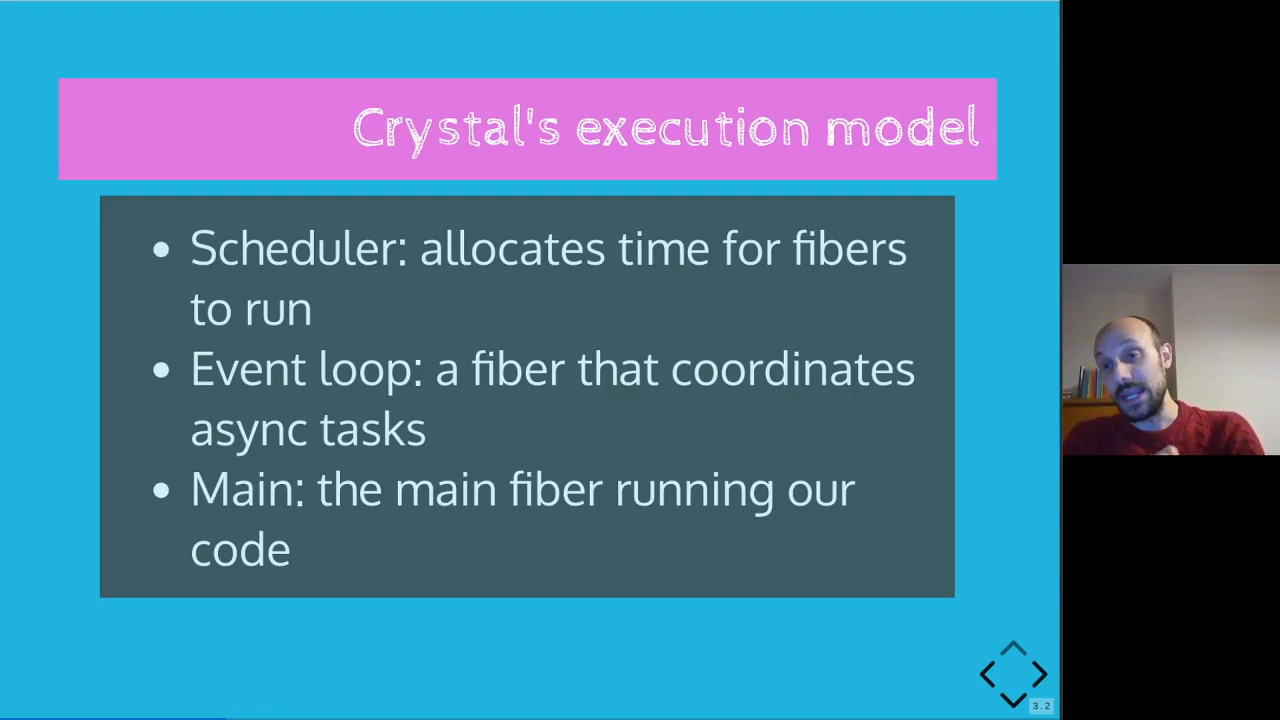 Crystal's execution model
• Scheduler: allocates time for fibers
to run
• Event loop: a fiber that coordinates
async tasks
• Main: the main fiber running our
code
3.2